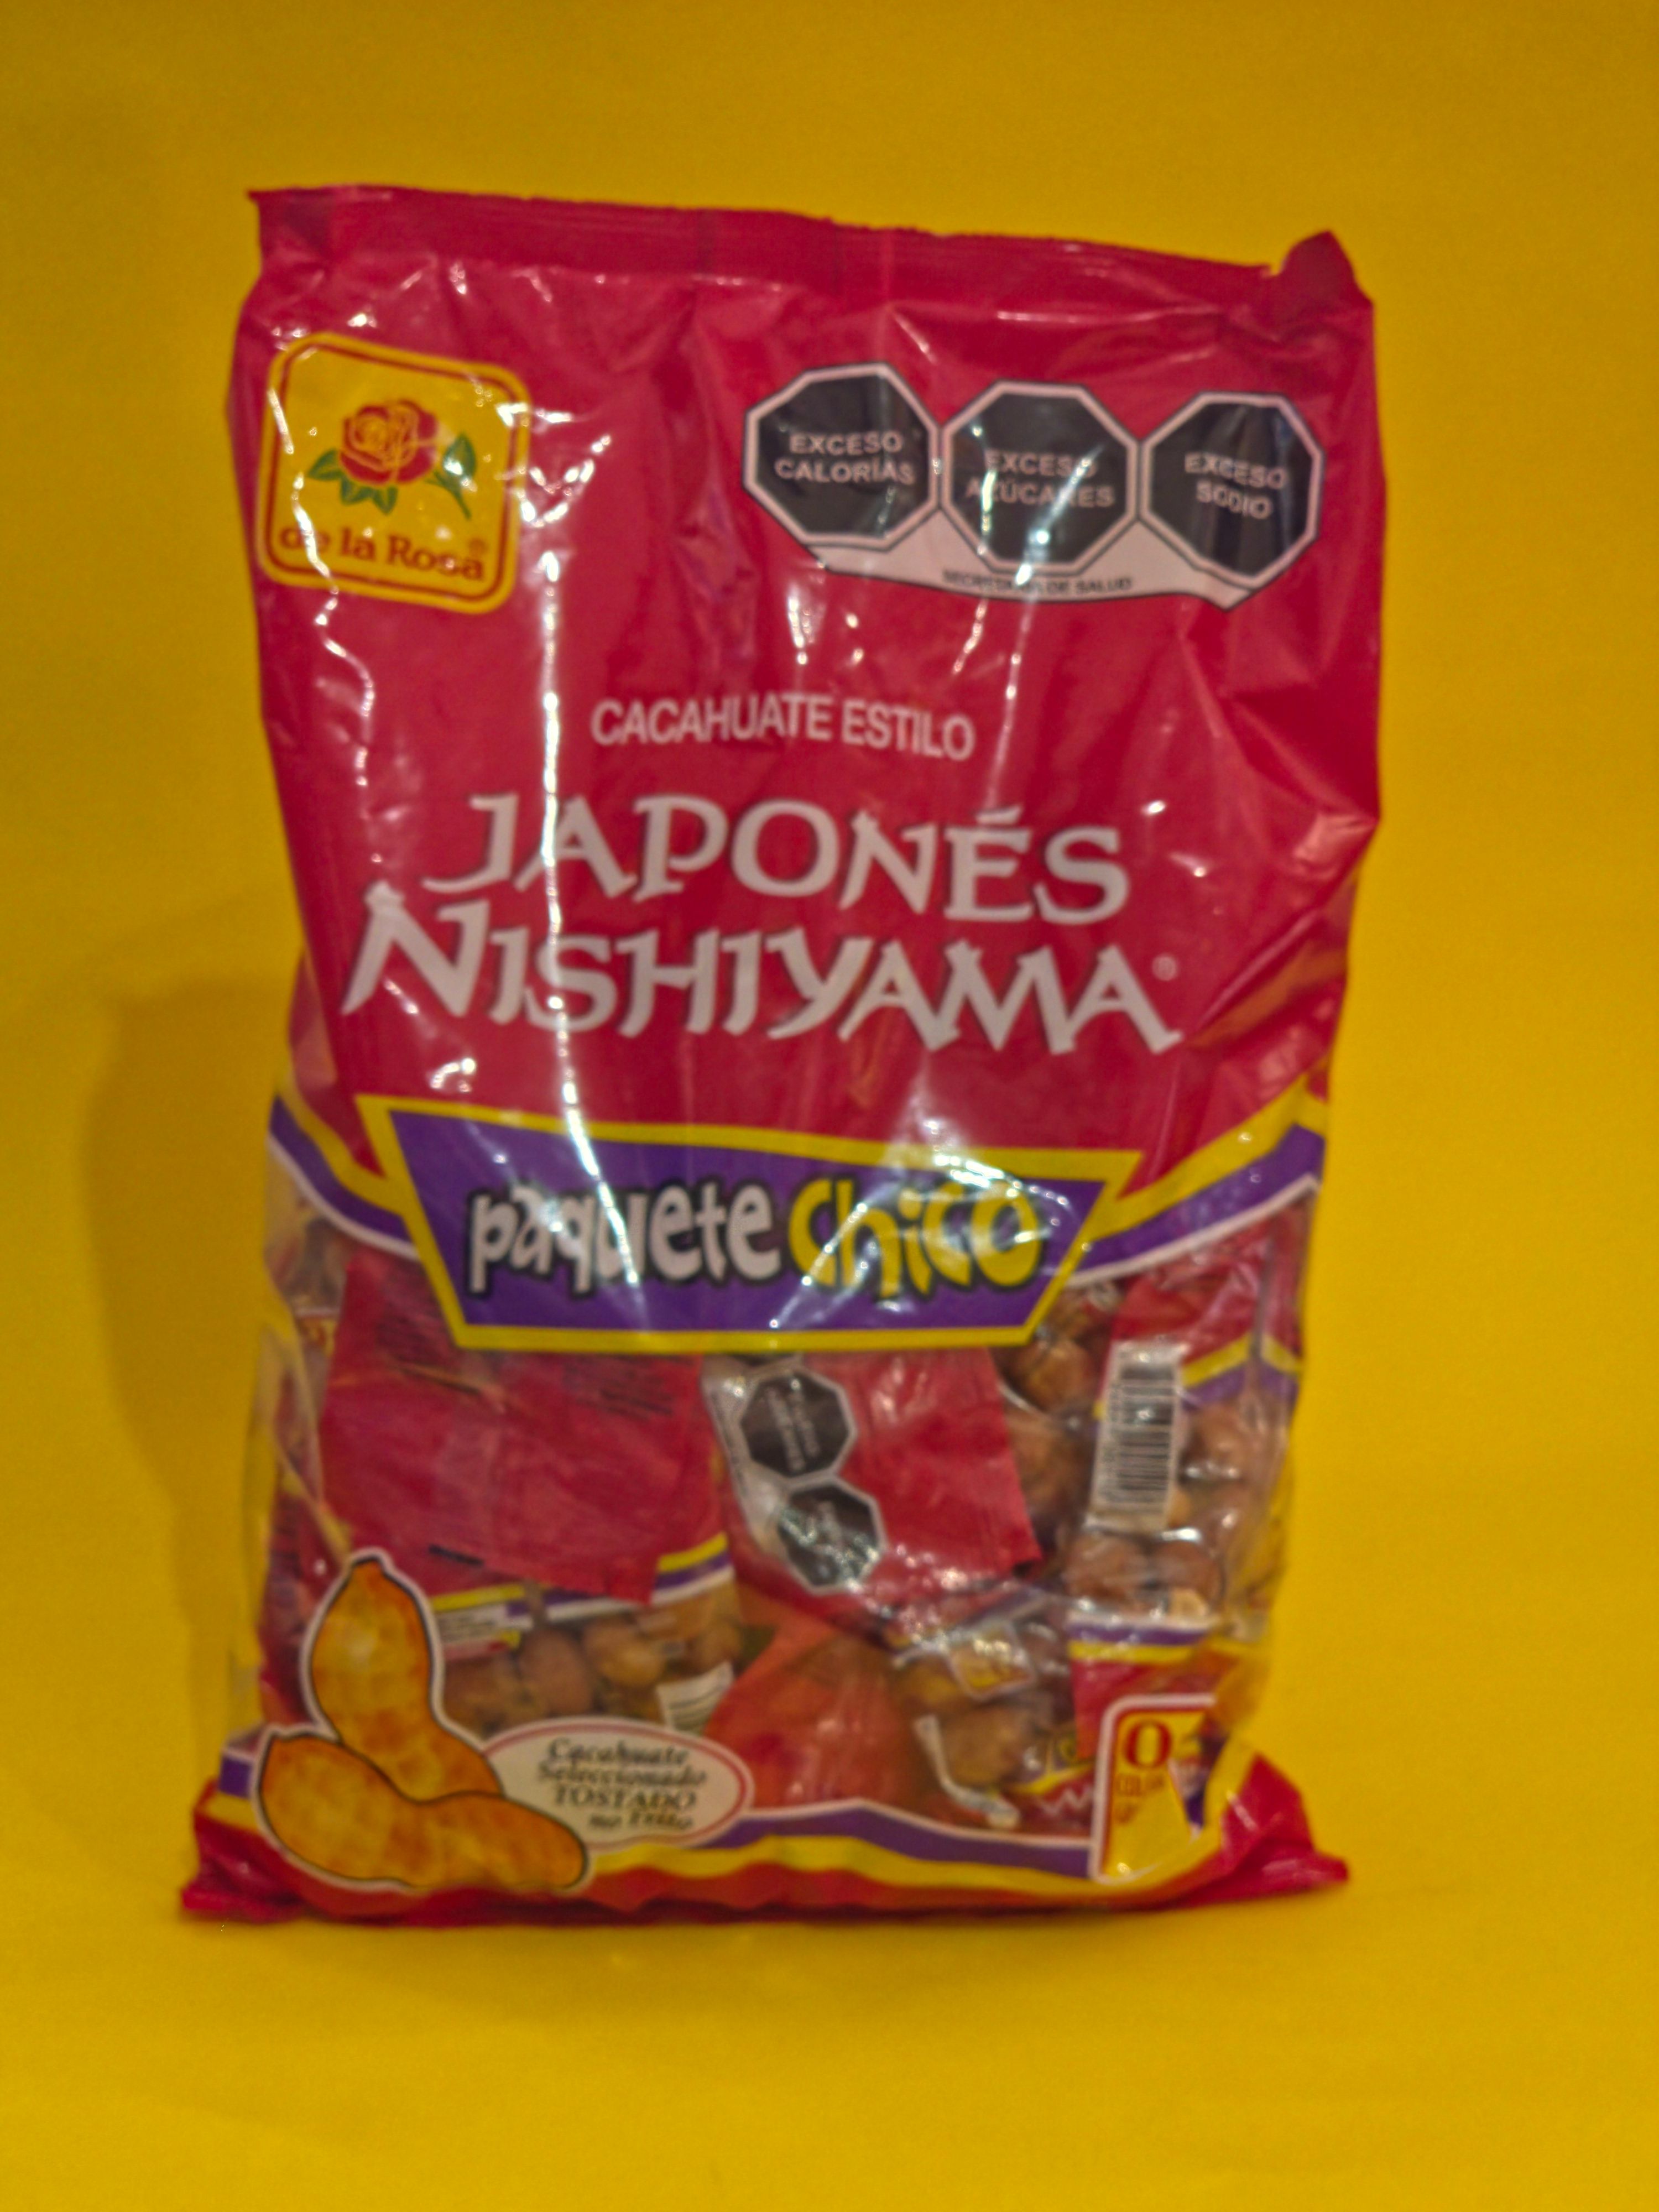 de la Rosa®
EXCESO
CALORÍAS
EXCESO
AZÚCARES
EXCESO
SODIO
SECRETARÍA DE SALUD
CACAHUATE ESTILO
JAPONÉS
NISHIYAMA
paquete Chico
Cacahuate
Seleccionado
TOSTADO
no Frito
0